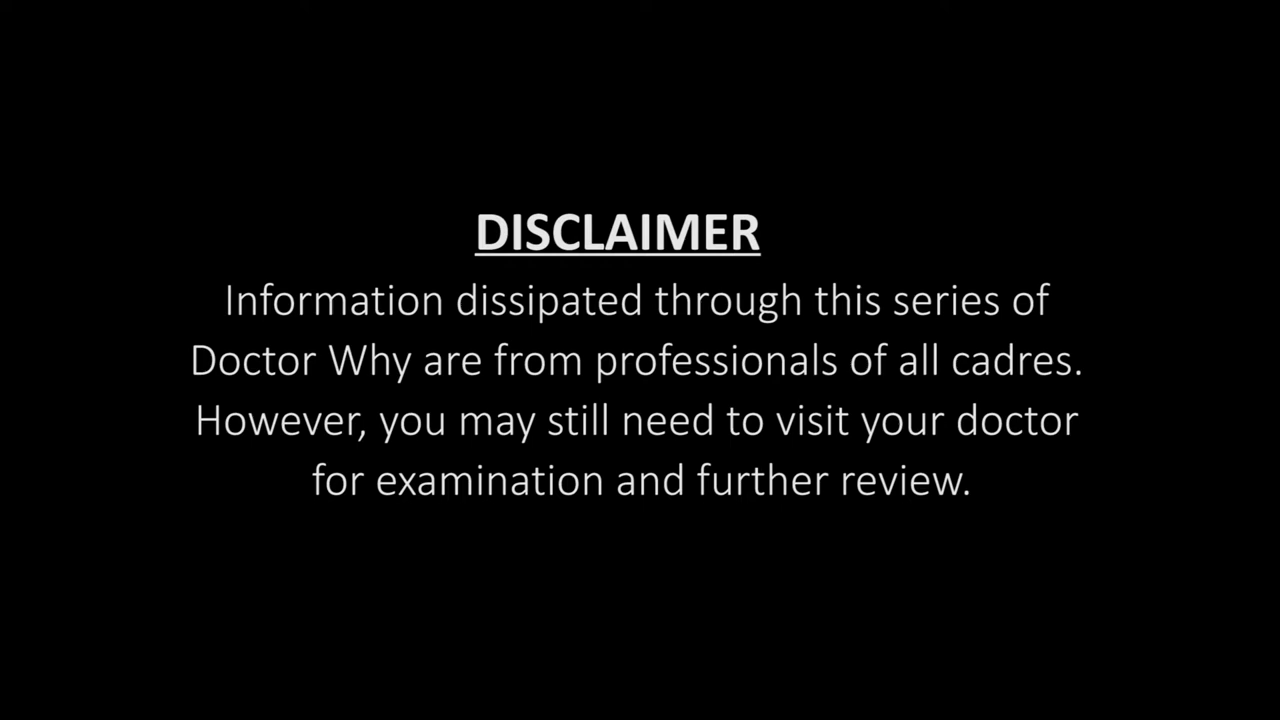 DISCLAIMER
Information dissipated through this series of
Doctor Why are from professionals of all cadres.
However, you may still need to visit your doctor
for examination and further review.